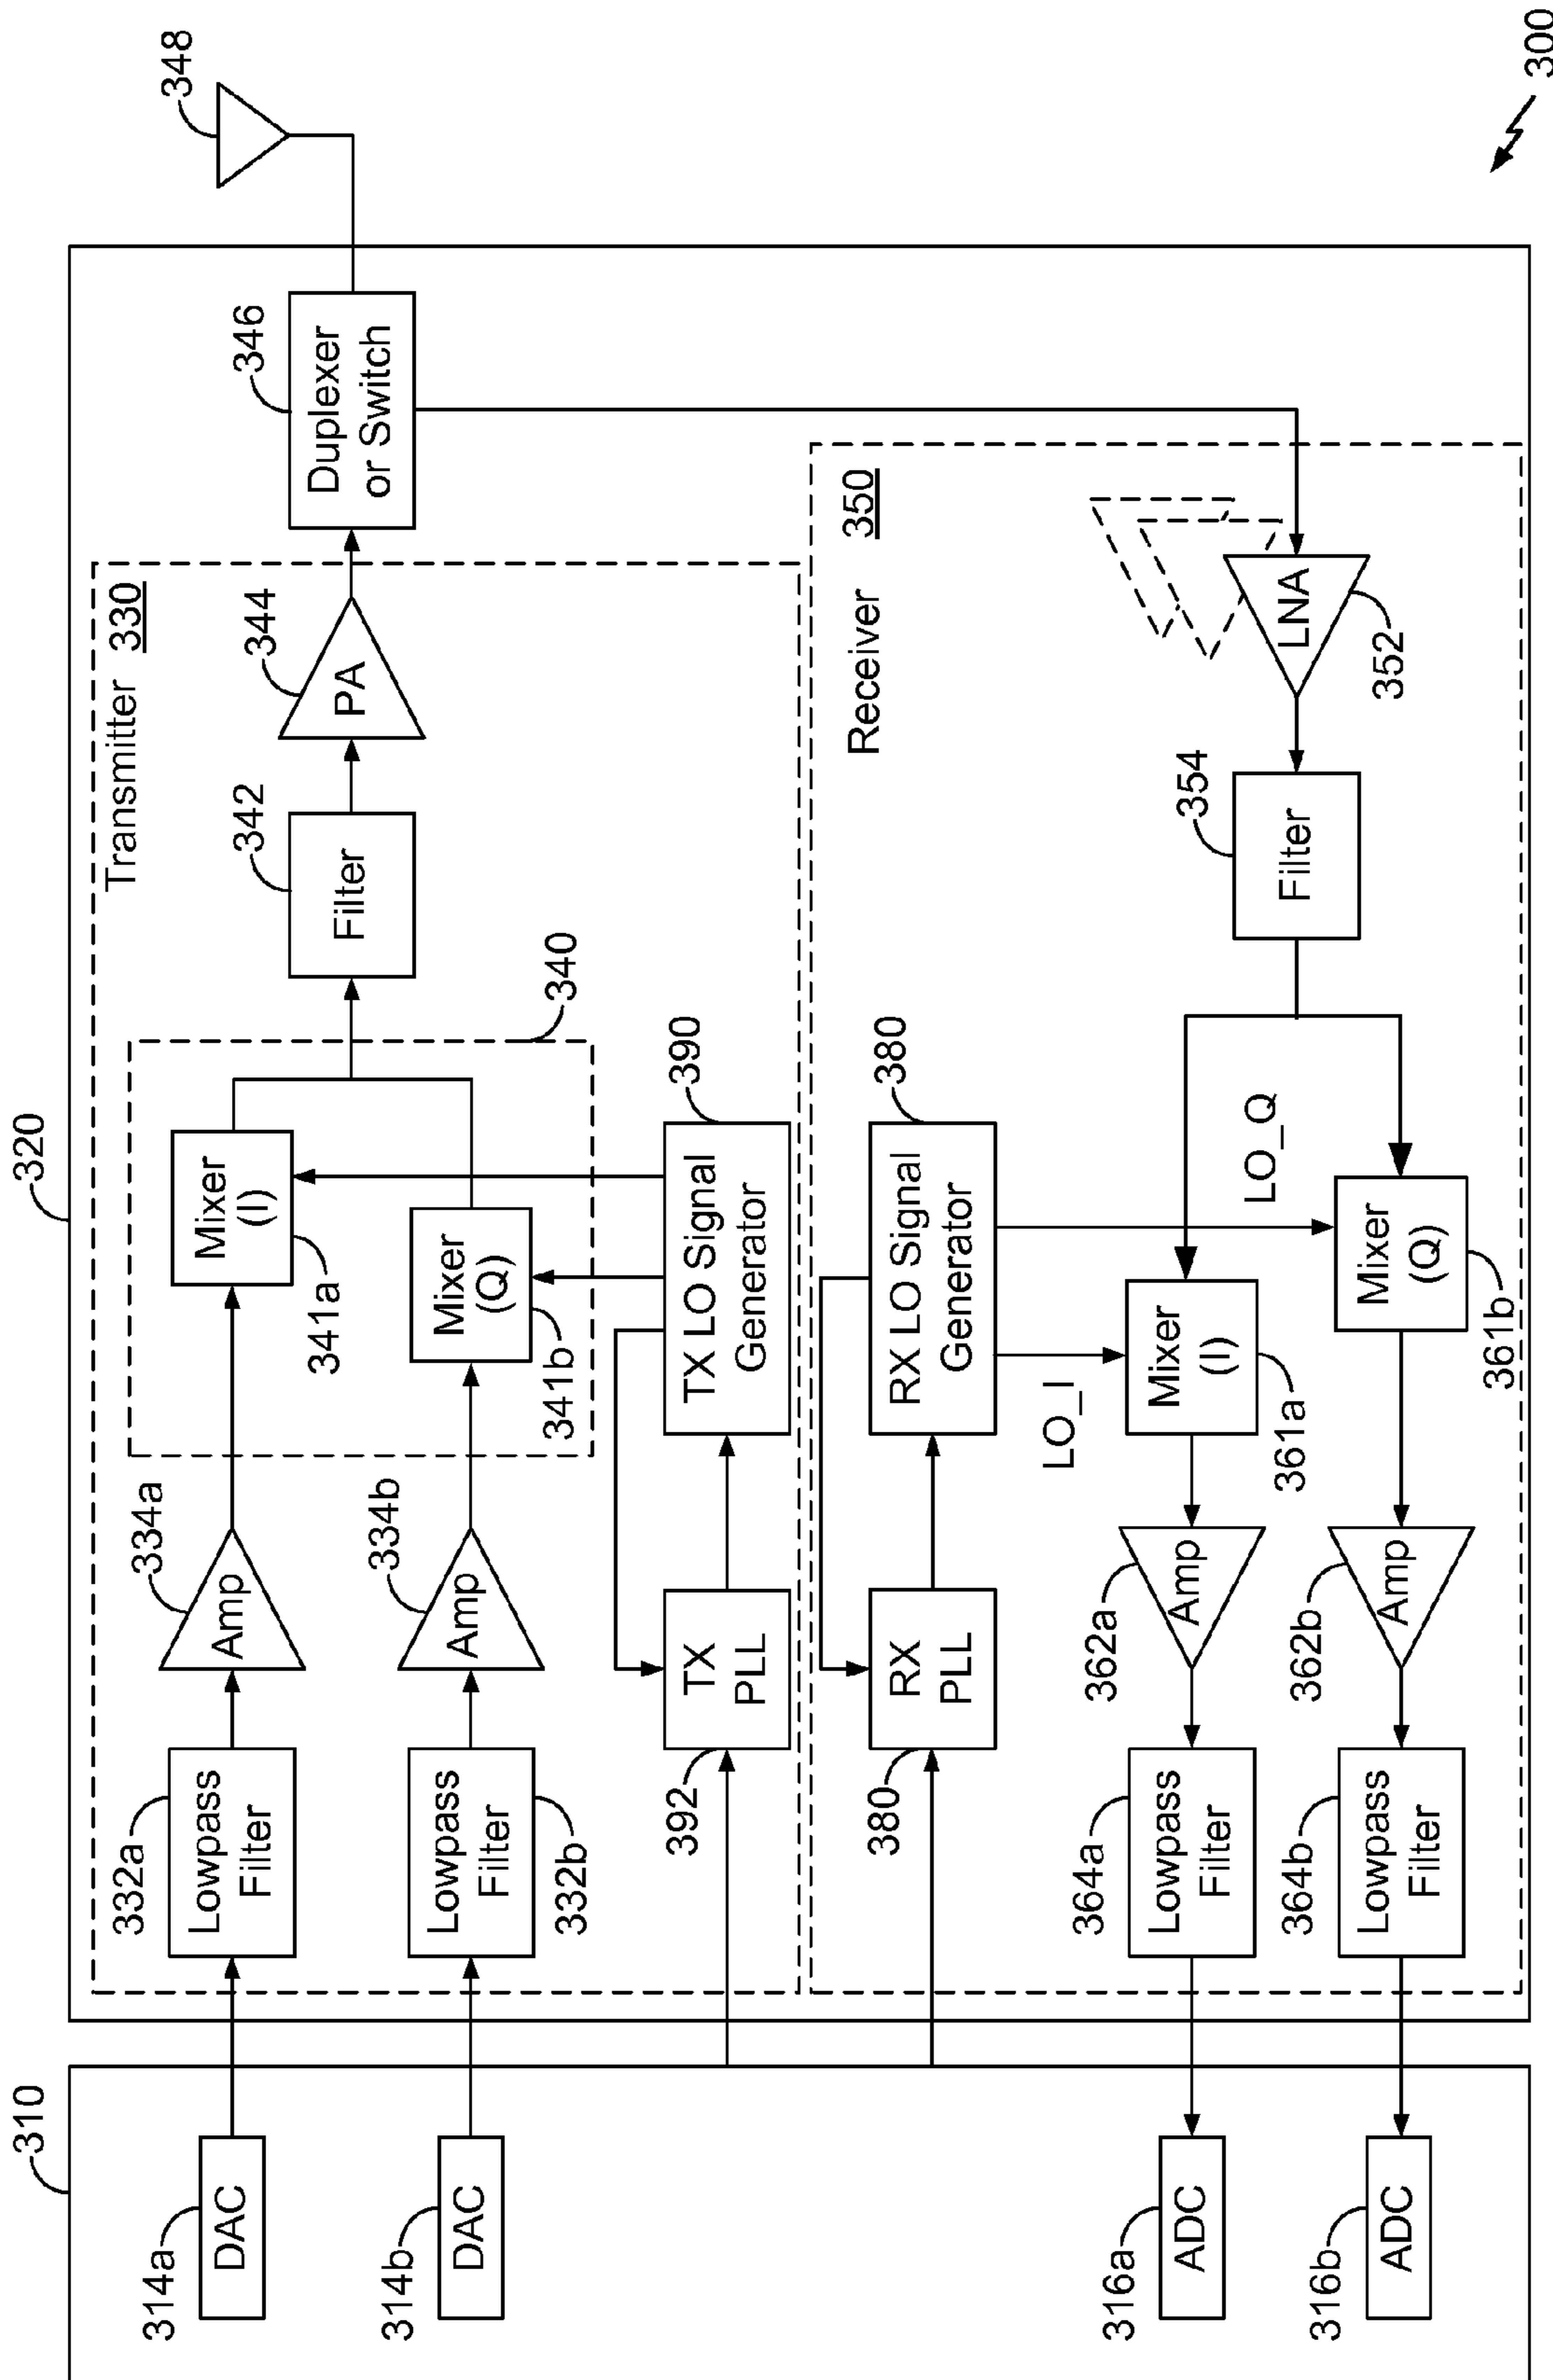 310
320
314a
DAC
332a
Lowpass
Filter
334a
Amp
Mixer
(I)
341a
Transmitter 330
342
Filter
344
PA
346
Duplexer
or Switch
348
314b
DAC
Lowpass
Filter
332b
334b
Amp
Mixer
(Q)
341b
340
392
TX
PLL
TX LO Signal
Generator
390
380
RX
PLL
RX LO Signal
Generator
380
Receiver 350
LO_I
LO_Q
316a
ADC
364a
Lowpass
Filter
362a
Amp
Mixer
(I)
361a
354
Filter
LNA
352
316b
ADC
364b
Lowpass
Filter
362b
Amp
Mixer
(Q)
361b
300